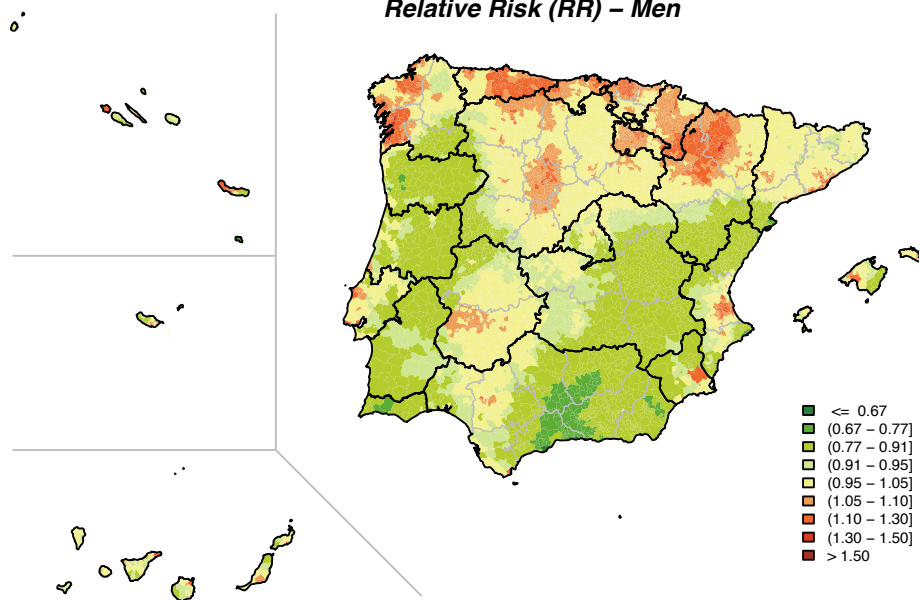 Relative Risk (RR) – Men
<= 0.67
(0.67 – 0.77]
(0.77 – 0.91]
(0.91 – 0.95]
(0.95 – 1.05]
(1.05 – 1.10]
(1.10 – 1.30]
(1.30 – 1.50]
> 1.50